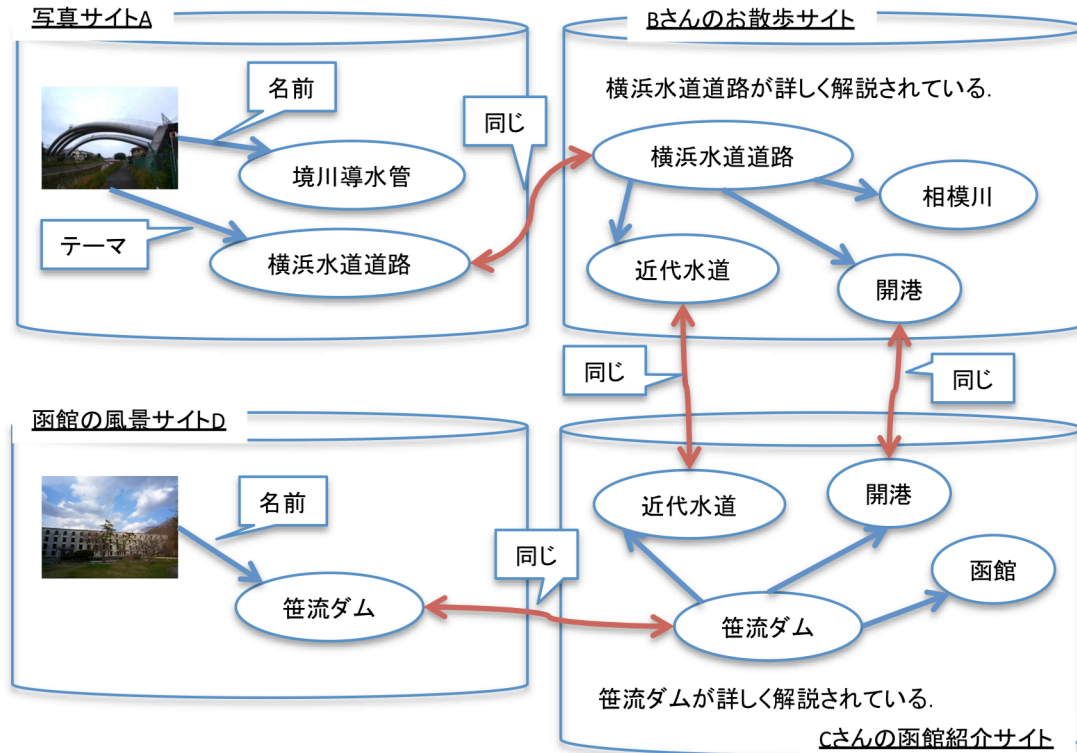 写真サイトA
名前
境川導水管
テーマ
横浜水道道路
同じ
Bさんのお散歩サイト
横浜水道道路が詳しく解説されている.
横浜水道道路
相模川
近代水道
開港
同じ
同じ
函館の風景サイトD
名前
笹流ダム
同じ
近代水道
開港
函館
笹流ダム
笹流ダムが詳しく解説されている.
Cさんの函館紹介サイト